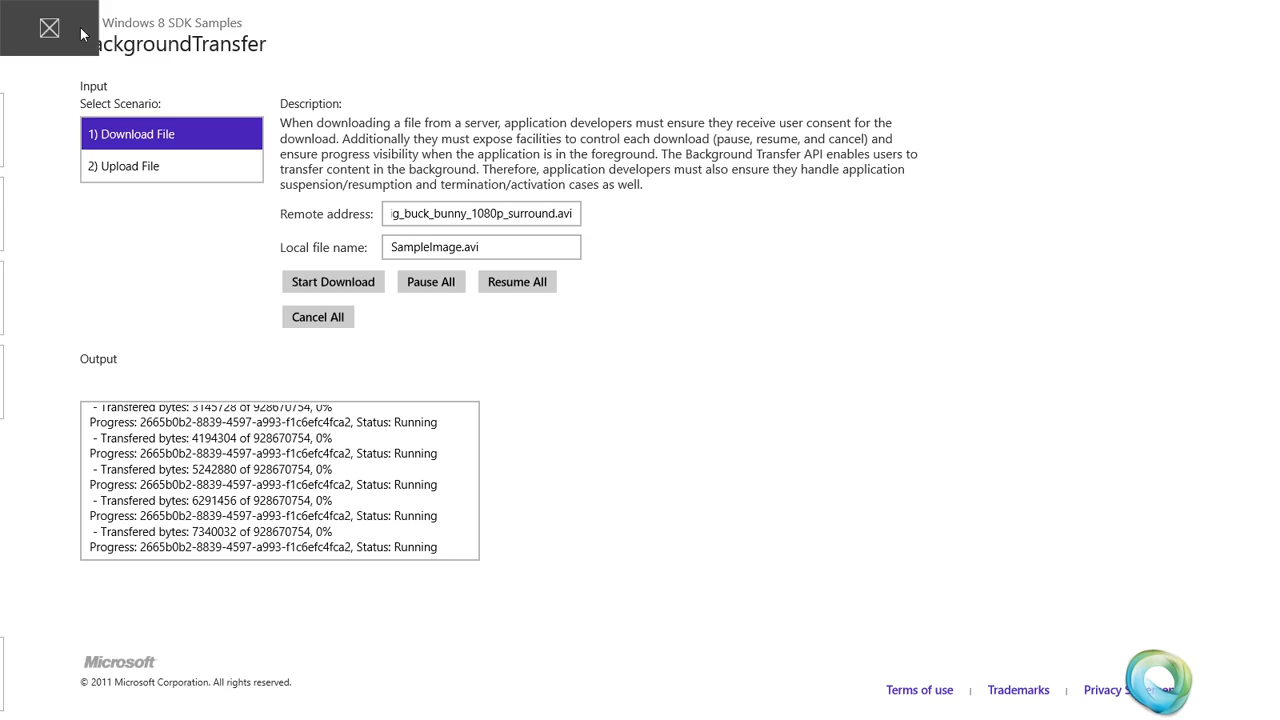 Windows 8 SDK Samples
ackgroundTransfer
Input
Select Scenario:
1) Download File
2) Upload File
Description:
When downloading a file from a server, application developers must ensure they receive user consent for the
download. Additionally they must expose facilities to control each download (pause, resume, and cancel) and
ensure progress visibility when the application is in the foreground. The Background Transfer API enables users to
transfer content in the background. Therefore, application developers must also ensure they handle application
suspension/resumption and termination/activation cases as well.
Remote address: ig_buck_bunny_1080p_surround.avi
Local file name: SampleImage.avi
Start Download Pause All Resume All
Cancel All
Output
- Transfered bytes: 3145728 of 928670754, 0%
Progress: 2665b0b2-8839-4597-a993-f1c6efc4fca2, Status: Running
- Transfered bytes: 4194304 of 928670754, 0%
Progress: 2665b0b2-8839-4597-a993-f1c6efc4fca2, Status: Running
- Transfered bytes: 5242880 of 928670754, 0%
Progress: 2665b0b2-8839-4597-a993-f1c6efc4fca2, Status: Running
- Transfered bytes: 6291456 of 928670754, 0%
Progress: 2665b0b2-8839-4597-a993-f1c6efc4fca2, Status: Running
- Transfered bytes: 7340032 of 928670754, 0%
Progress: 2665b0b2-8839-4597-a993-f1c6efc4fca2, Status: Running
Microsoft
© 2011 Microsoft Corporation. All rights reserved.
Terms of use | Trademarks | Privacy